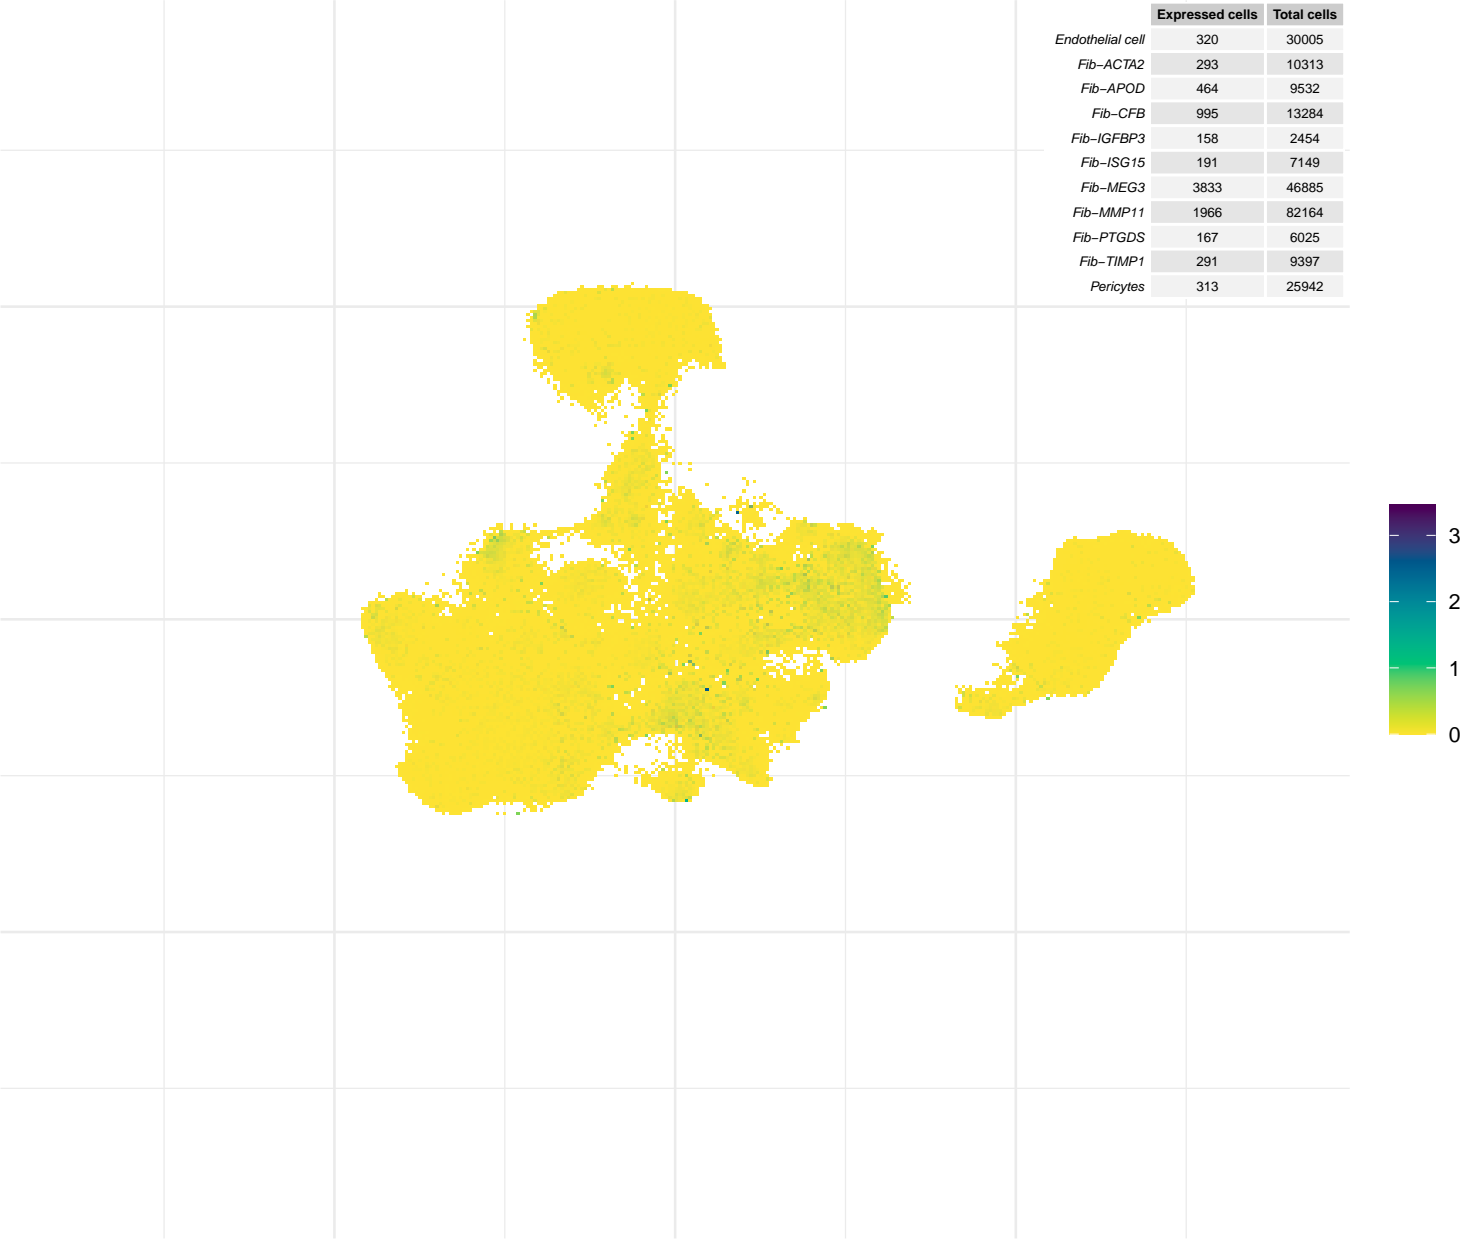 Expressed cells Total cells
Endothelial cell 320 30005
Fib−ACTA2 293 10313
Fib−APOD 464 9532
Fib−CFB 995 13284
Fib−IGFBP3 158 2454
Fib−ISG15 191 7149
Fib−MEG3 3833 46885
Fib−MMP11 1966 82164
Fib−PTGDS 167 6025
Fib−TIMP1 291 9397
Pericytes 313 25942
3
2
1
0